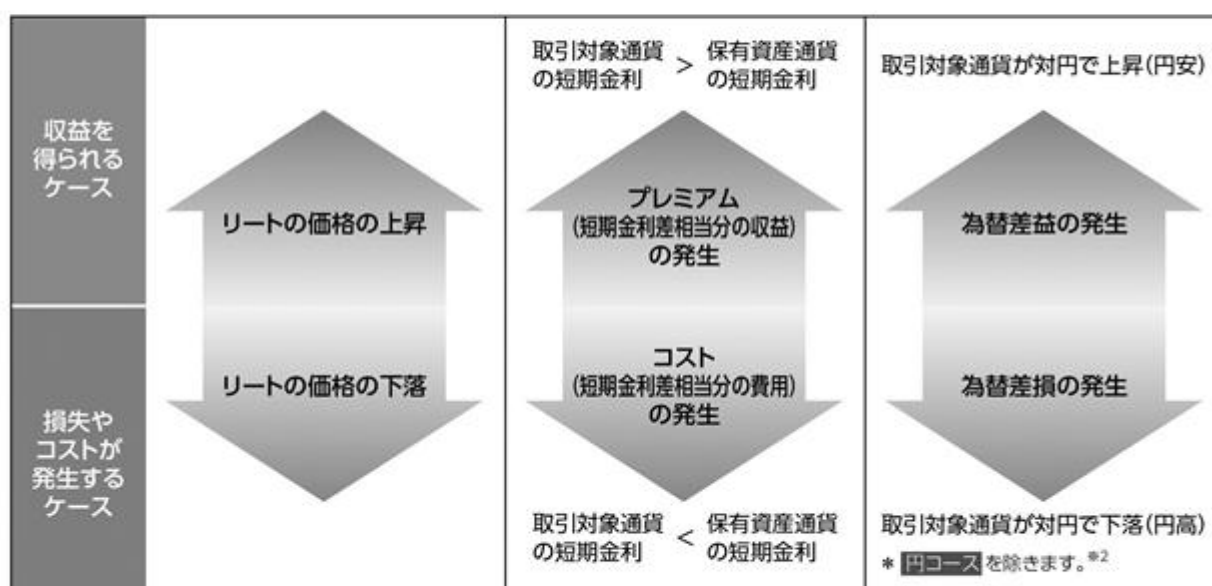 収益を
得られる
ケース
リートの価格の上昇
取引対象通貨
の短期金利
>
保有資産通貨
の短期金利
プレミアム
(短期金利差相当分の収益)
の発生
取引対象通貨が対円で上昇(円安)
為替差益の発生
損失や
コストが
発生する
ケース
リートの価格の下落
コスト
(短期金利差相当分の費用)
の発生
取引対象通貨
の短期金利
<
保有資産通貨
の短期金利
為替差損の発生
取引対象通貨が対円で下落(円高)
* 円コースを除きます。※2